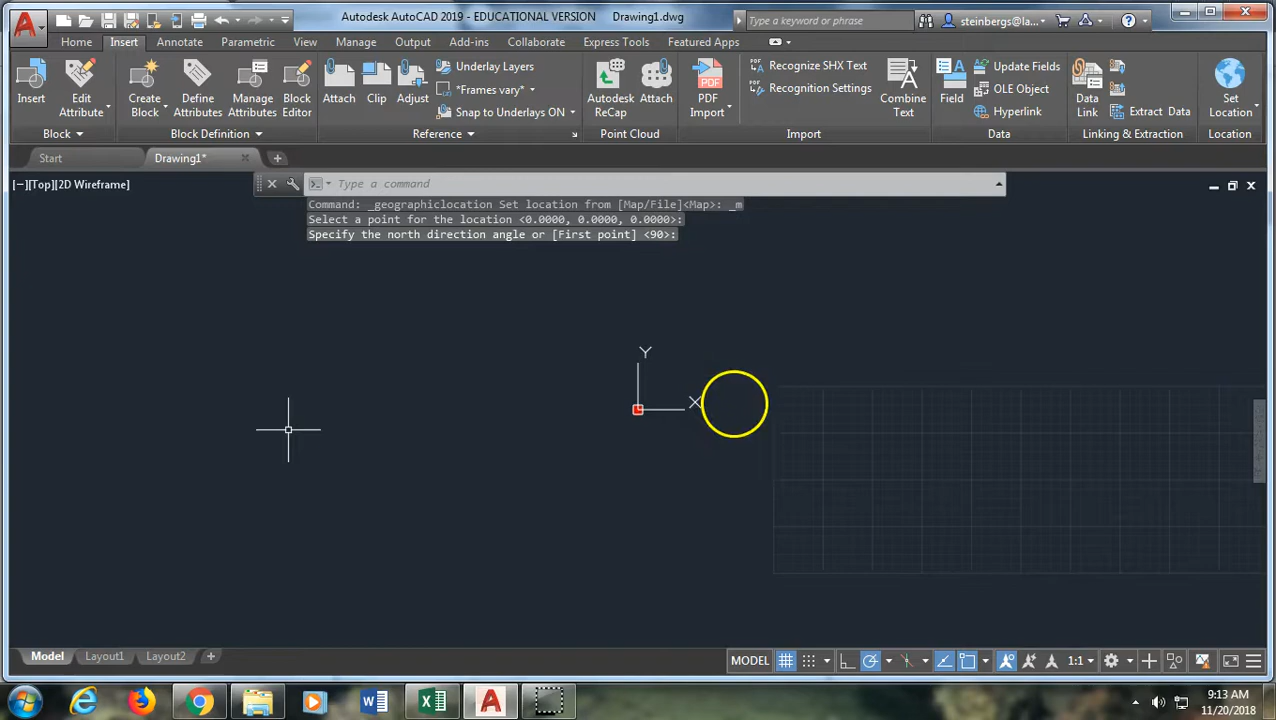 Autodesk AutoCAD 2019 - EDUCATIONAL VERSION Drawing1.dwg
Type a keyword or phrase
steinbergs@la...
Home Insert Annotate Parametric View Manage Output Add-ins Collaborate Express Tools Featured Apps
Insert
Edit Attribute
Create Block
Define Attributes
Manage Attributes
Block Editor
Attach
Clip
Adjust
Underlay Layers
*Frames vary*
Snap to Underlays ON
Autodesk ReCap
Attach
PDF Import
Recognize SHX Text
Recognition Settings
Combine Text
Field
Update Fields
OLE Object
Hyperlink
Data Link
Extract Data
Set Location
Block Block Definition Reference Point Cloud Import Data Linking & Extraction Location
Start Drawing1*
[−][Top][2D Wireframe]
Type a command
Command: _geographiclocation Set location from [Map/File]<Map>: _m
Select a point for the location <0.0000, 0.0000, 0.0000>:
Specify the north direction angle or [First point] <90>:
Y
X
Model Layout1 Layout2
MODEL
1:1
9:13 AM
11/20/2018